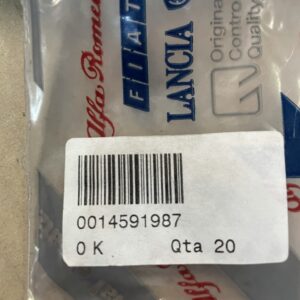 Alfa Romeo
FIAT
LANCIA
Original
Control
Quality
0014591987
0 K Qta 20